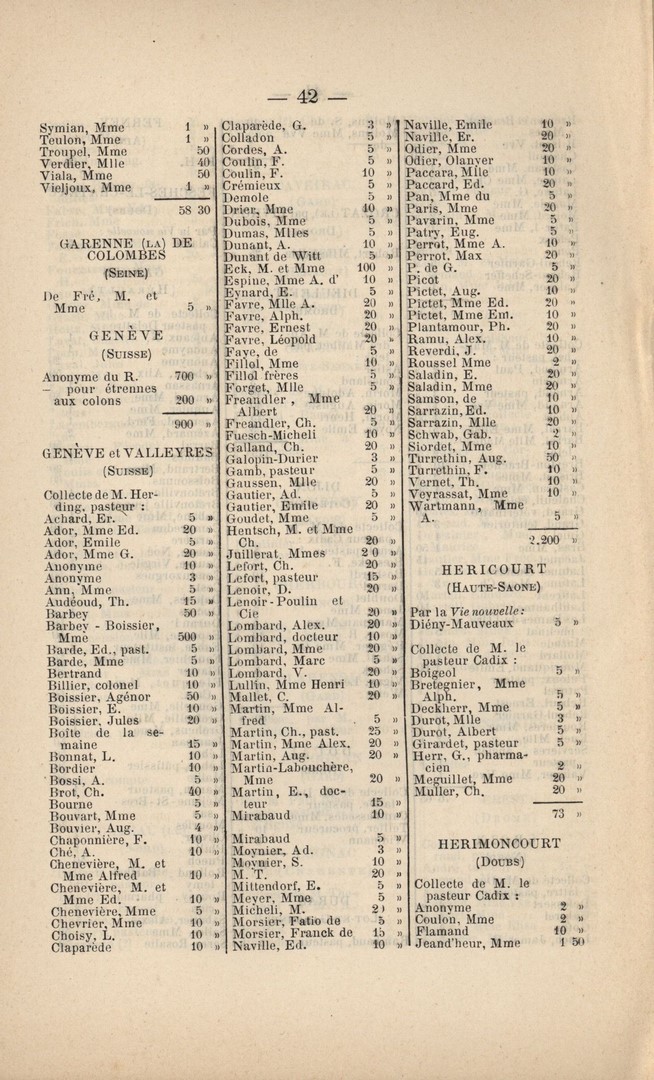 — 42 —
Symian, Mme 1 »
Teulon, Mme 1 »
Troupel, Mme 50
Verdier, Mlle 40
Viala, Mme 50
Vieljoux, Mme 1 »
58 30
GARENNE (LA) DE
COLOMBES
(SEINE)
De Fré, M. et
Mme 5 »
GENÈVE
(SUISSE)
Anonyme du R. 700 »
— pour étrennes
aux colons 200 »
900 »
GENÈVE et VALLEYRES
(SUISSE)
Collecte de M. Her-
ding, pasteur :
Achard, Er. 5 »
Ador, Mme Ed. 20 »
Ador, Emile 5 »
Ador, Mme G. 20 »
Anonyme 10 »
Anonyme 3 »
Ann, Mme 5 »
Audéoud, Th. 15 »
Barbey 50 »
Barbey - Boissier,
Mme 500 »
Barde, Ed., past. 5 »
Barde, Mme 5 »
Bertrand 10 »
Billier, colonel 10 »
Boissier, Agénor 50 »
Boissier, E. 10 »
Boissier, Jules 20 »
Boîte de la se-
maine 15 »
Bonnat, L. 10 »
Bordier 10 »
Bossi, A. 5 »
Brot, Ch. 40 »
Bourne 5 »
Bouvart, Mme 5 »
Bouvier, Aug. 4 »
Chaponnière, F. 10 »
Ché, A. 10 »
Chenevière, M. et
Mme Alfred 10 »
Chenevière, M. et
Mme Ed. 10 »
Chenevière, Mme 5 »
Chevrier, Mme 10 »
Choisy, L. 10 »
Claparède 10 »
Claparède, G. 3 »
Colladon 5 »
Cordes, A. 5 »
Coulin, F. 5 »
Coulin, F. 10 »
Crémieux 5 »
Demole 5 »
Drier, Mme 10 »
Dubois, Mme 5 »
Dumas, Mlles 5 »
Dunant, A. 10 »
Dunant de Witt 5 »
Eck, M. et Mme 100 »
Espine, Mme A. d' 10 »
Eynard, E. 5 »
Favre, Mlle A. 20 »
Favre, Alph. 20 »
Favre, Ernest 20 »
Favre, Léopold 20 »
Faye, de 5 »
Fillol, Mme 10 »
Fillol frères 5 »
Forget, Mlle 5 »
Freandler , Mme
Albert 20 »
Freandler, Ch. 5 »
Fuesch-Micheli 10 »
Galland, Ch. 20 »
Galopin-Durier 3 »
Gamb, pasteur 5 »
Gaussen, Mlle 20 »
Gautier, Ad. 5 »
Gautier, Emile 20 »
Goudet, Mme 5 »
Hentsch, M. et Mme
Ch. 20 »
Juillerat, Mmes 20 »
Lefort, Ch. 20 »
Lefort, pasteur 15 »
Lenoir, D. 20 »
Lenoir-Poulin et
Cie 20 »
Lombard, Alex. 20 »
Lombard, docteur 10 »
Lombard, Mme 20 »
Lombard, Marc 5 »
Lombard, V. 20 »
Lullin, Mme Henri 10 »
Mallet, C. 20 »
Martin, Mme Al-
fred 5 »
Martin, Ch., past. 25 »
Martin, Mme Alex. 20 »
Martin, Aug. 20 »
Martin-Labouchère,
Mme 20 »
Martin, E., doc-
teur 15 »
Mirabaud 10 »
Mirabaud 5 »
Moynier, Ad. 3 »
Moynier, S. 10 »
M. T. 20 »
Mittendorf, E. 5 »
Meyer, Mme 5 »
Micheli, M. 2 »
Morsier, Fatio de 5 »
Morsier, Franck de 15 »
Naville, Ed. 10 »
Naville, Emile 10 »
Naville, Er. 20 »
Odier, Mme 20 »
Odier, Olanyer 10 »
Paccara, Mlle 10 »
Paccard, Ed. 20 »
Pan, Mme du 5 »
Paris, Mme 20 »
Pavarin, Mme 5 »
Patry, Eug. 5 »
Perrot, Mme A. 10 »
Perrot, Max 20 »
P. de G. 5 »
Picot 20 »
Pictet, Aug. 10 »
Pictet, Mme Ed. 20 »
Pictet, Mme Em. 10 »
Plantamour, Ph. 20 »
Ramu, Alex. 10 »
Reverdi, J. 20 »
Roussel Mme 2 »
Saladin, E. 20 »
Saladin, Mme 20 »
Samson, de 10 »
Sarrazin, Ed. 10 »
Sarrazin, Mlle 20 »
Schwab, Gab. 2 »
Siordet, Mme 10 »
Turrethin, Aug. 50 »
Turrethin, F. 10 »
Vernet, Th. 10 »
Veyrassat, Mme 10 »
Wartmann, Mme
A. 5 »
2.200 »
HERICOURT
(HAUTE-SAONE)
Par la Vie nouvelle :
Diény-Mauveaux 5 »
Collecte de M. le
pasteur Cadix :
Boigeol 5 »
Bretegnier, Mme
Alph. 5 »
Deckherr, Mme 5 »
Durot, Mlle 3 »
Durot, Albert 5 »
Girardet, pasteur 5 »
Herr, G., pharma-
cien 2 »
Meguillet, Mme 20 »
Muller, Ch. 20 »
73 »
HERIMONCOURT
(DOUBS)
Collecte de M. le
pasteur Cadix :
Anonyme 2 »
Coulon, Mme 2 »
Flamand 10 »
Jeand'heur, Mme 1 50